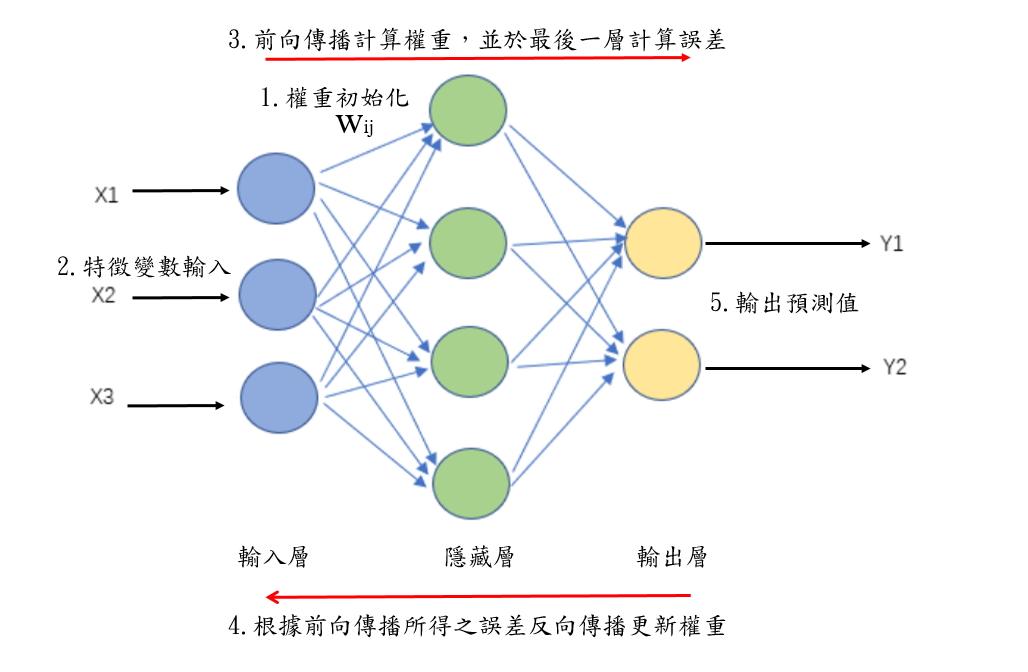 3.前向傳播計算權重，並於最後一層計算誤差
1.權重初始化
Wij
X1
2.特徵變數輸入
X2
X3
Y1
5.輸出預測值
Y2
輸入層
隱藏層
輸出層
4.根據前向傳播所得之誤差反向傳播更新權重